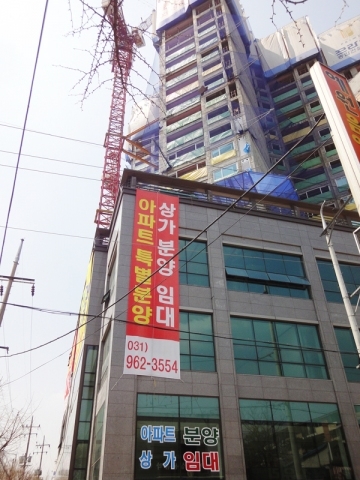 상가 분양 임대
아파트 특별분양
031)
962-3554
아파트 분양
상가 임대